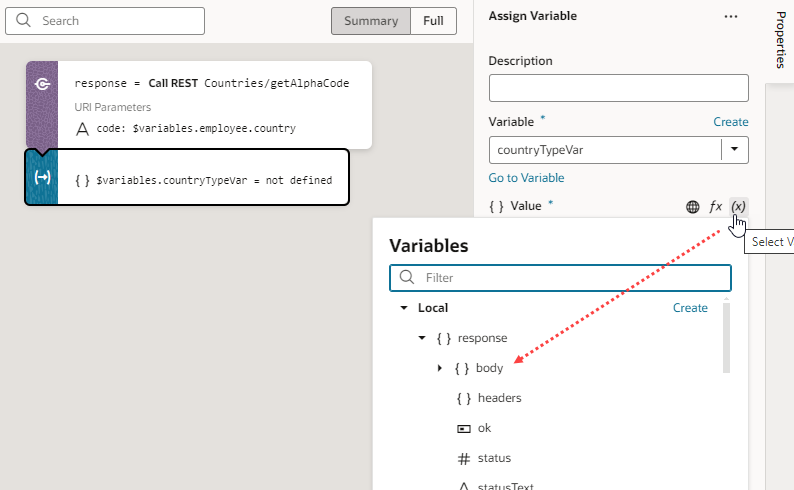 Search
Summary
Full
response = Call REST Countries/getAlphaCode
URI Parameters
A code: $variables.employee.country
(→)
{ } $variables.countryTypeVar = not defined
Assign Variable
...
Properties
Description
Variable *
Create
countryTypeVar
Go to Variable
{ } Value *
fx
(x)
Select V
Variables
Filter
Local
Create
{ } response
{ } body
{ } headers
ok
# status
A statusText